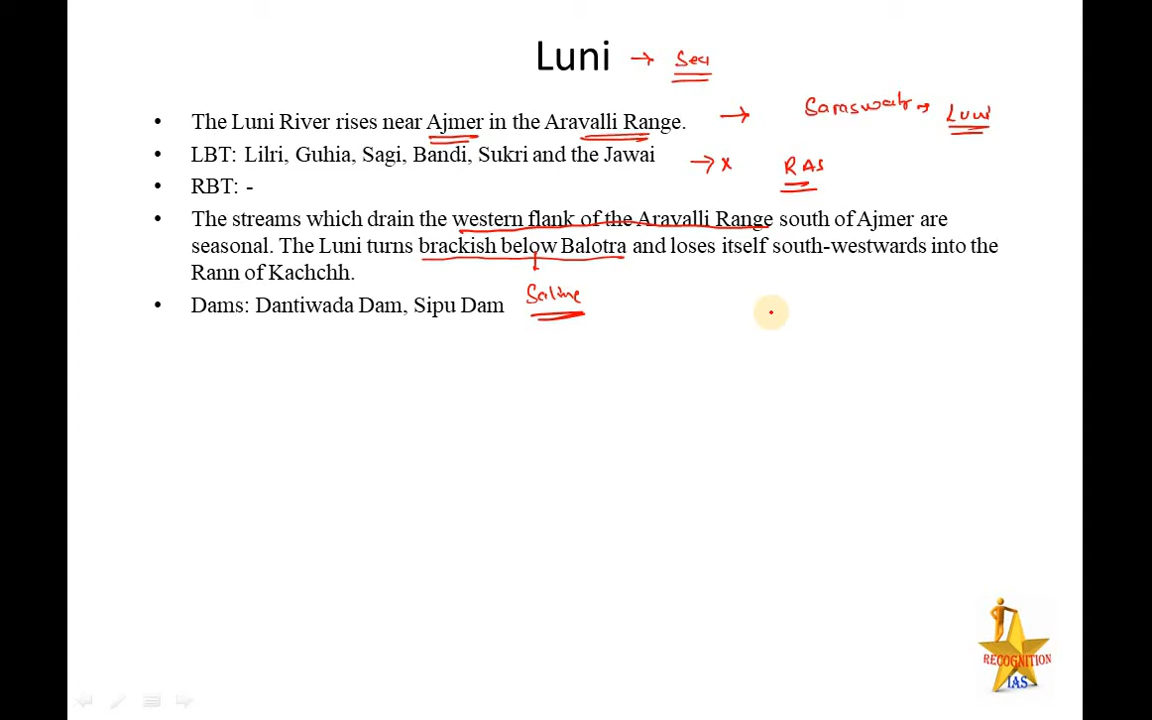 Luni → Sea
• The Luni River rises near Ajmer in the Aravalli Range. → Saraswati → Luni
• LBT: Lilri, Guhia, Sagi, Bandi, Sukri and the Jawai → x RAS
• RBT: -
• The streams which drain the western flank of the Aravalli Range south of Ajmer are
seasonal. The Luni turns brackish below Balotra and loses itself south-westwards into the
Rann of Kachchh.
Saline
• Dams: Dantiwada Dam, Sipu Dam
RECOGNITION
IAS